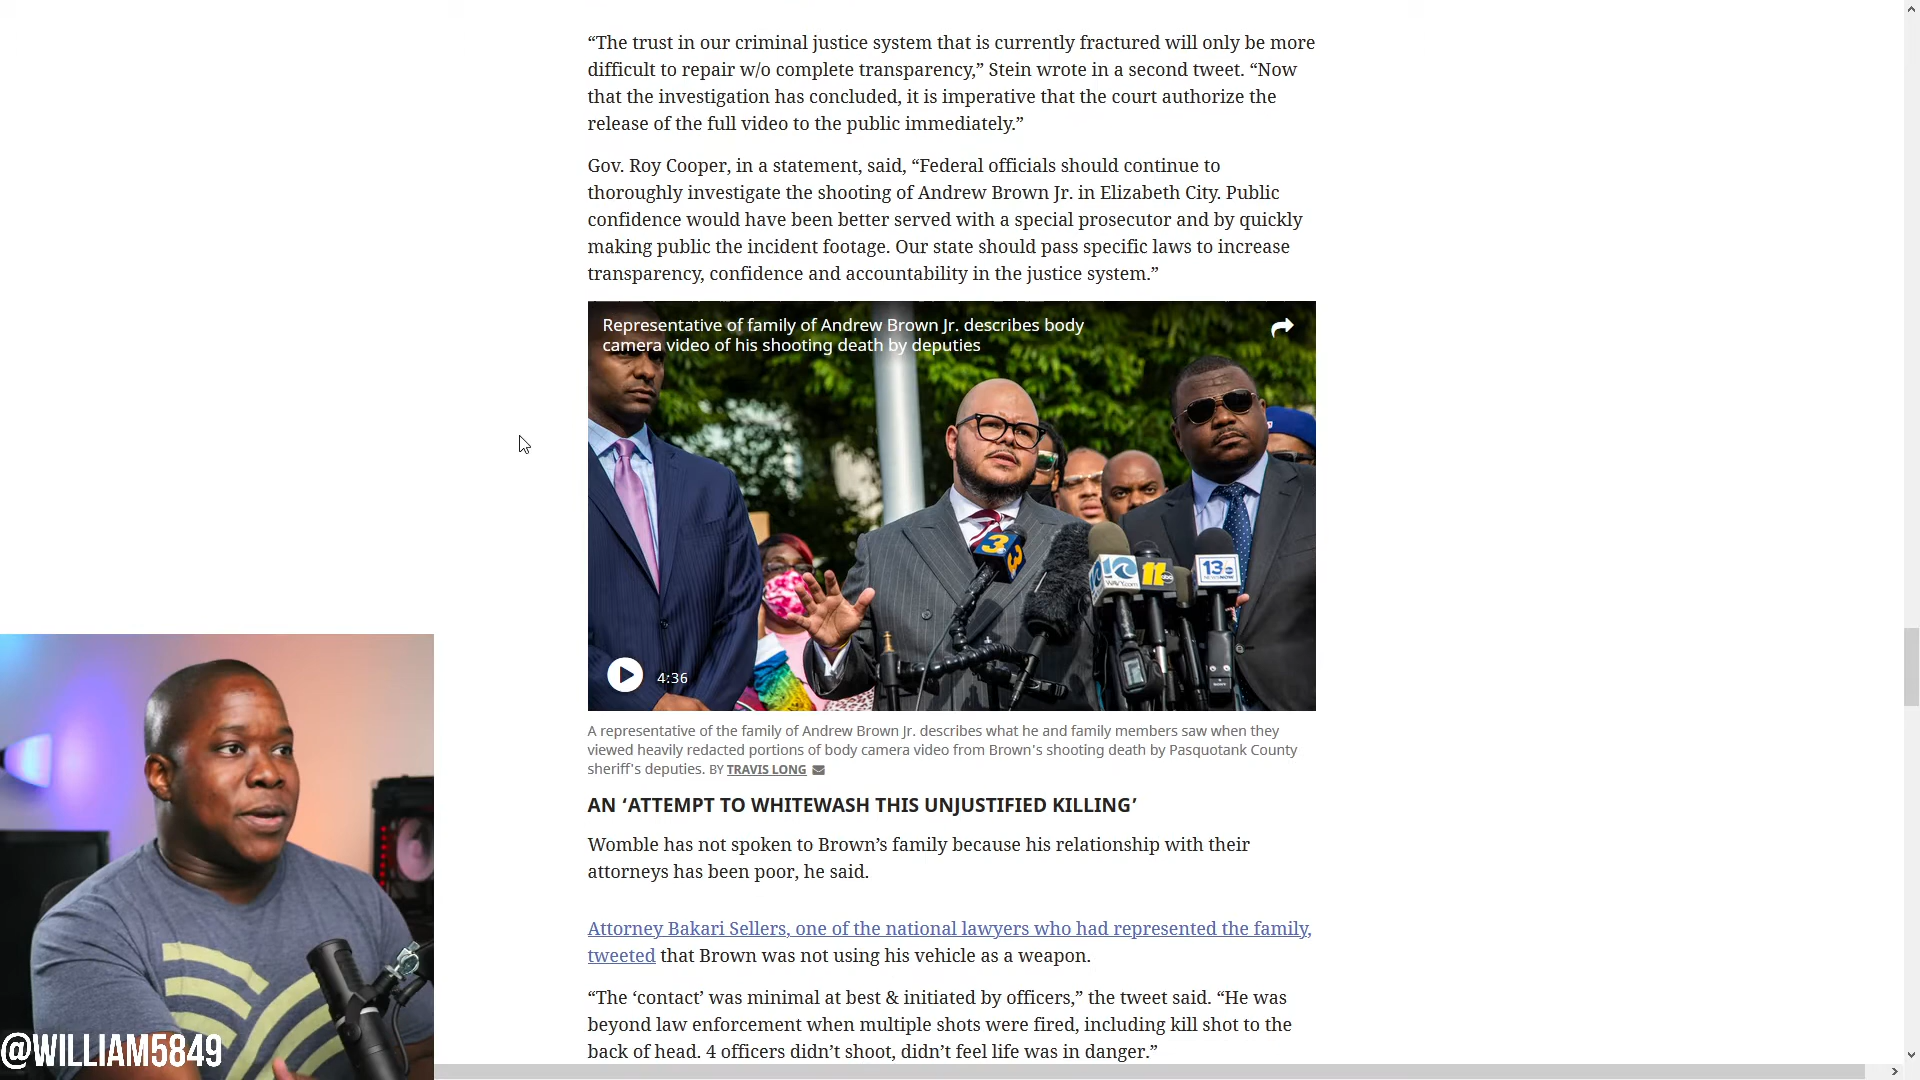 “The trust in our criminal justice system that is currently fractured will only be more
difficult to repair w/o complete transparency,” Stein wrote in a second tweet. “Now
that the investigation has concluded, it is imperative that the court authorize the
release of the full video to the public immediately.”
Gov. Roy Cooper, in a statement, said, “Federal officials should continue to
thoroughly investigate the shooting of Andrew Brown Jr. in Elizabeth City. Public
confidence would have been better served with a special prosecutor and by quickly
making public the incident footage. Our state should pass specific laws to increase
transparency, confidence and accountability in the justice system.”
Representative of family of Andrew Brown Jr. describes body
camera video of his shooting death by deputies
3
3
10
WAVY.com
11
abc
13
NEWSNOW
4:36
A representative of the family of Andrew Brown Jr. describes what he and family members saw when they
viewed heavily redacted portions of body camera video from Brown's shooting death by Pasquotank County
sheriff's deputies. BY TRAVIS LONG
AN ‘ATTEMPT TO WHITEWASH THIS UNJUSTIFIED KILLING’
Womble has not spoken to Brown’s family because his relationship with their
attorneys has been poor, he said.
Attorney Bakari Sellers, one of the national lawyers who had represented the family,
tweeted that Brown was not using his vehicle as a weapon.
“The ‘contact’ was minimal at best & initiated by officers,” the tweet said. “He was
beyond law enforcement when multiple shots were fired, including kill shot to the
back of head. 4 officers didn’t shoot, didn’t feel life was in danger.”
@WILLIAM5849